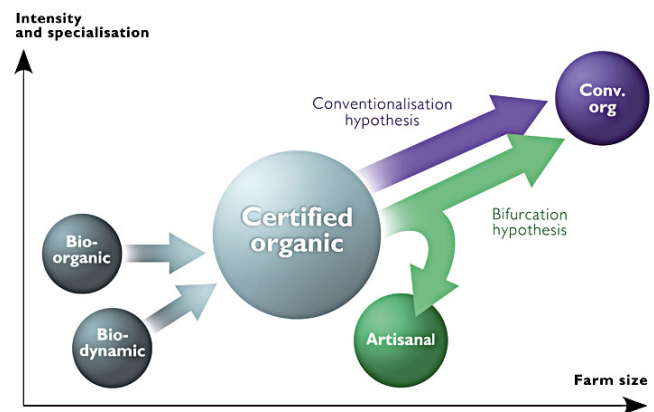 Intensity
and specialisation
Conv.
org
Conventionalisation
hypothesis
Certified
organic
Bifurcation
hypothesis
Bio-
organic
Bio-
dynamic
Artisanal
Farm size